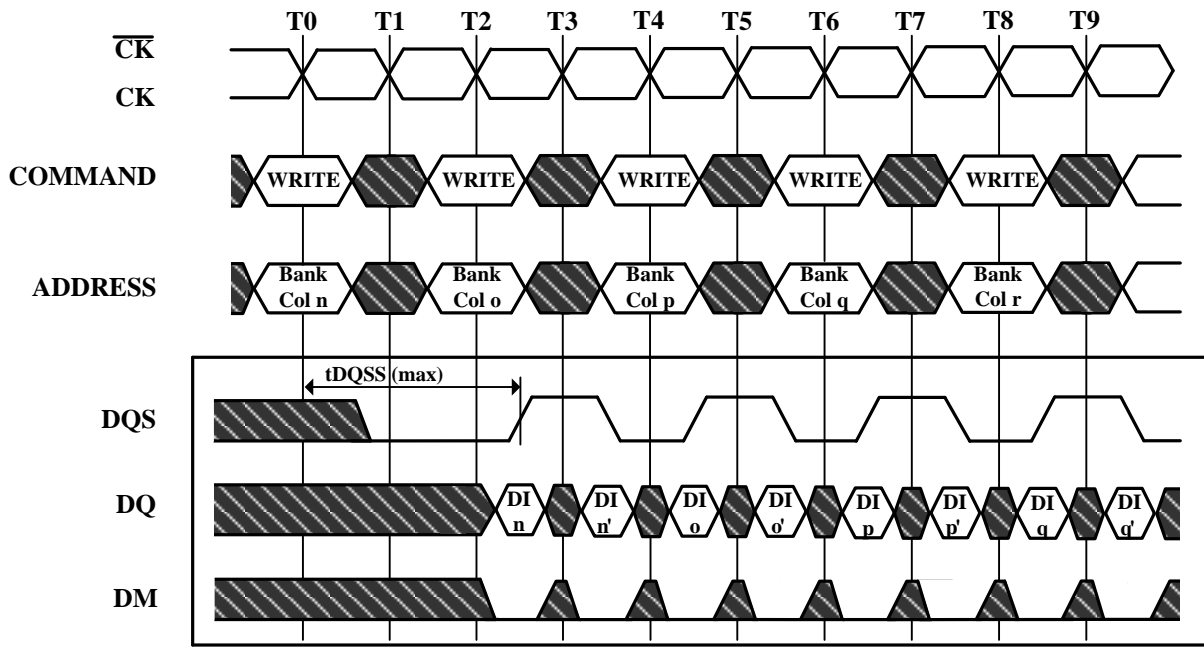 T0 T1 T2 T3 T4 T5 T6 T7 T8 T9
CK
CK
COMMAND WRITE WRITE WRITE WRITE WRITE
ADDRESS Bank Col n Bank Col o Bank Col p Bank Col q Bank Col r
tDQSS (max)
DQS
DQ DI n DI n' DI o DI o' DI p DI p' DI q DI q'
DM